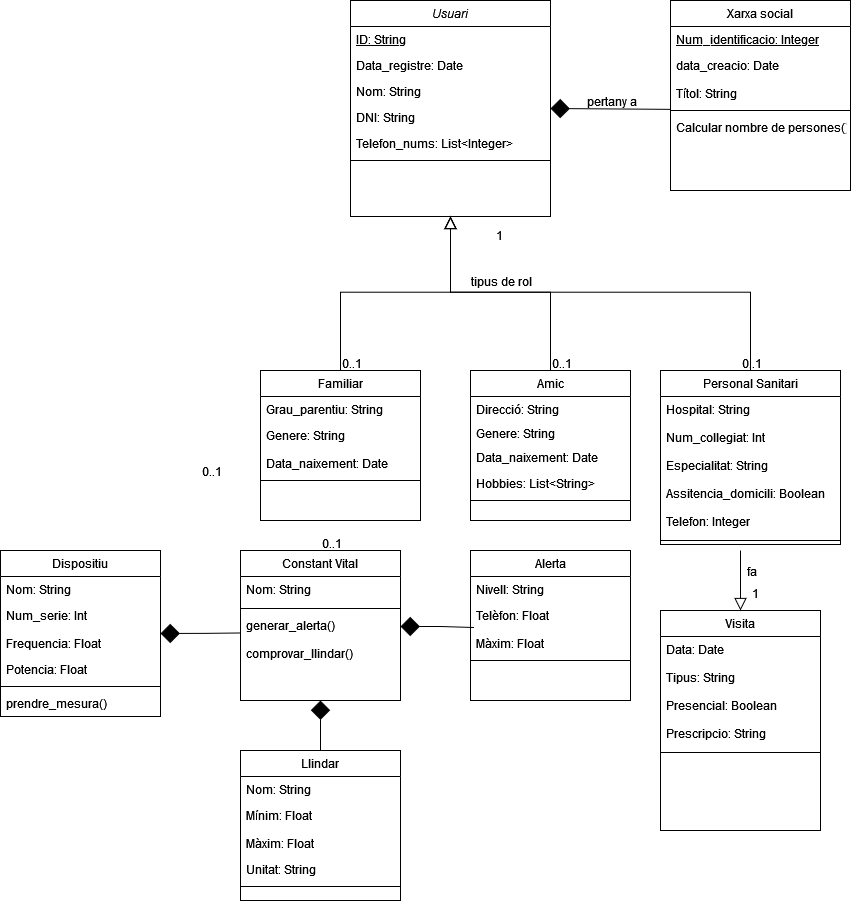 Usuari
ID: String
Data_registre: Date
Nom: String
DNI: String
Telefon_nums: List<Integer>
Xarxa social
Num_identificacio: Integer
data_creacio: Date
Títol: String
Calcular nombre de persones(
pertany a
1
tipus de rol
0..1
0..1
0..1
Familiar
Grau_parentiu: String
Genere: String
Data_naixement: Date
Amic
Direcció: String
Genere: String
Data_naixement: Date
Hobbies: List<String>
Personal Sanitari
Hospital: String
Num_collegiat: Int
Especialitat: String
Assitencia_domicili: Boolean
Telefon: Integer
0..1
0..1
Dispositiu
Nom: String
Num_serie: Int
Frequencia: Float
Potencia: Float
prendre_mesura()
Constant Vital
Nom: String
generar_alerta()
comprovar_llindar()
Alerta
Nivell: String
Telèfon: Float
Màxim: Float
fa
1
Visita
Data: Date
Tipus: String
Presencial: Boolean
Prescripcio: String
Llindar
Nom: String
Mínim: Float
Màxim: Float
Unitat: String